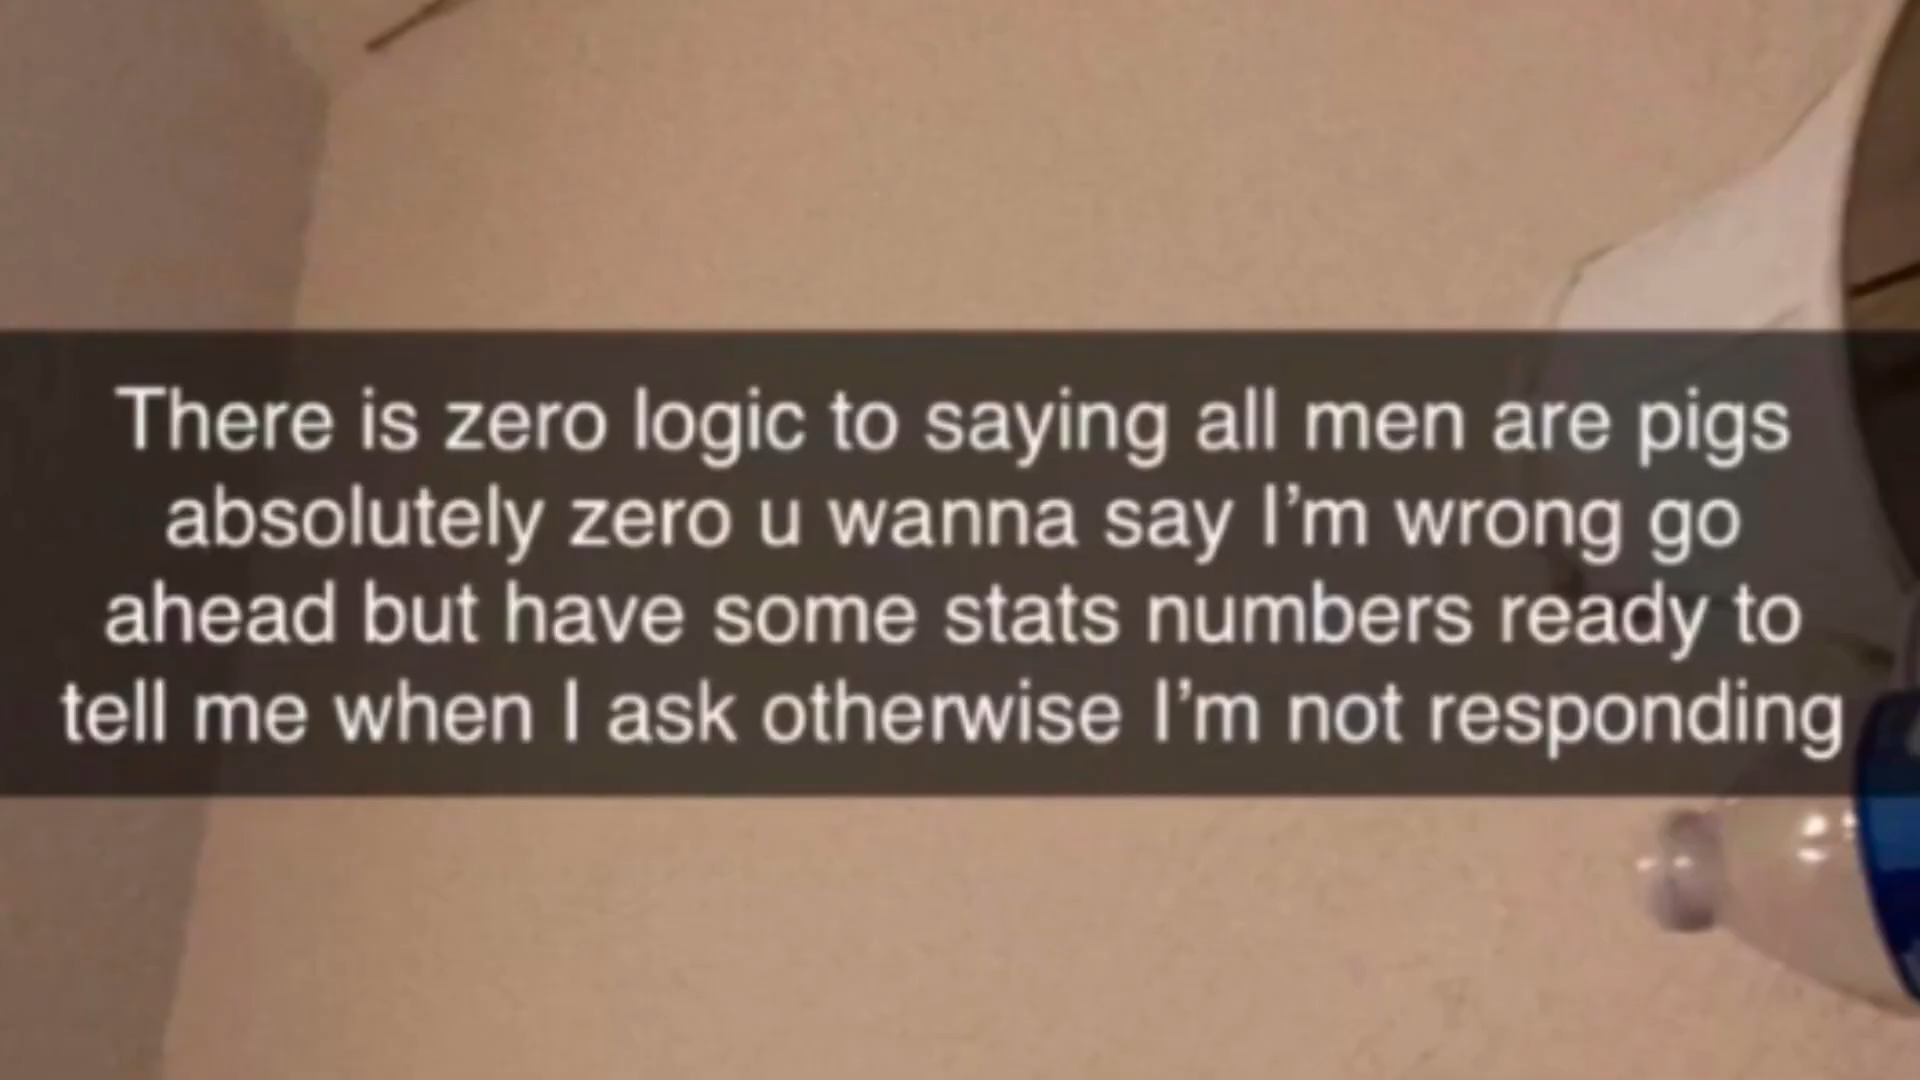 There is zero logic to saying all men are pigs
absolutely zero u wanna say I’m wrong go
ahead but have some stats numbers ready to
tell me when I ask otherwise I’m not responding